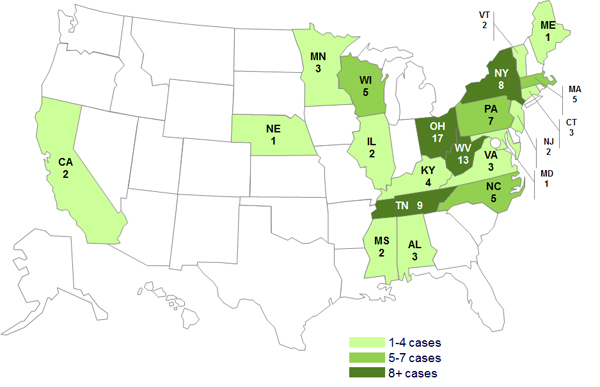 VT
2
ME
1
MN
3
WI
5
NY
8
MA
5
CT
3
NJ
2
MD
1
PA
7
OH
17
WV
13
NE
1
IL
2
VA
3
KY
4
NC
5
CA
2
TN 9
MS
2
AL
3
1-4 cases
5-7 cases
8+ cases